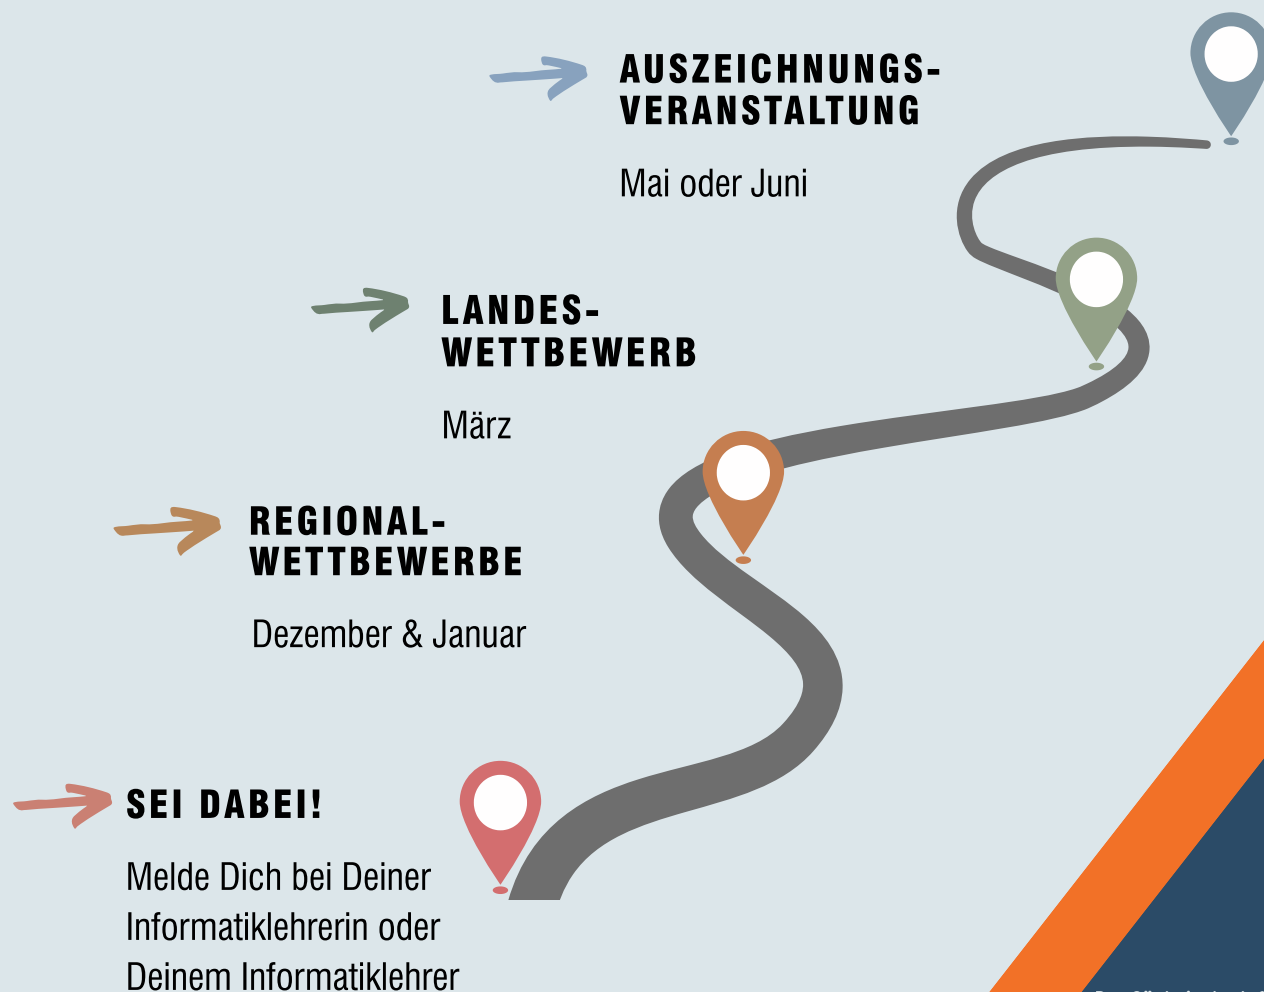 AUSZEICHNUNGS-
VERANSTALTUNG
Mai oder Juni
LANDES-
WETTBEWERB
März
REGIONAL-
WETTBEWERBE
Dezember & Januar
SEI DABEI!
Melde Dich bei Deiner
Informatiklehrerin oder
Deinem Informatiklehrer